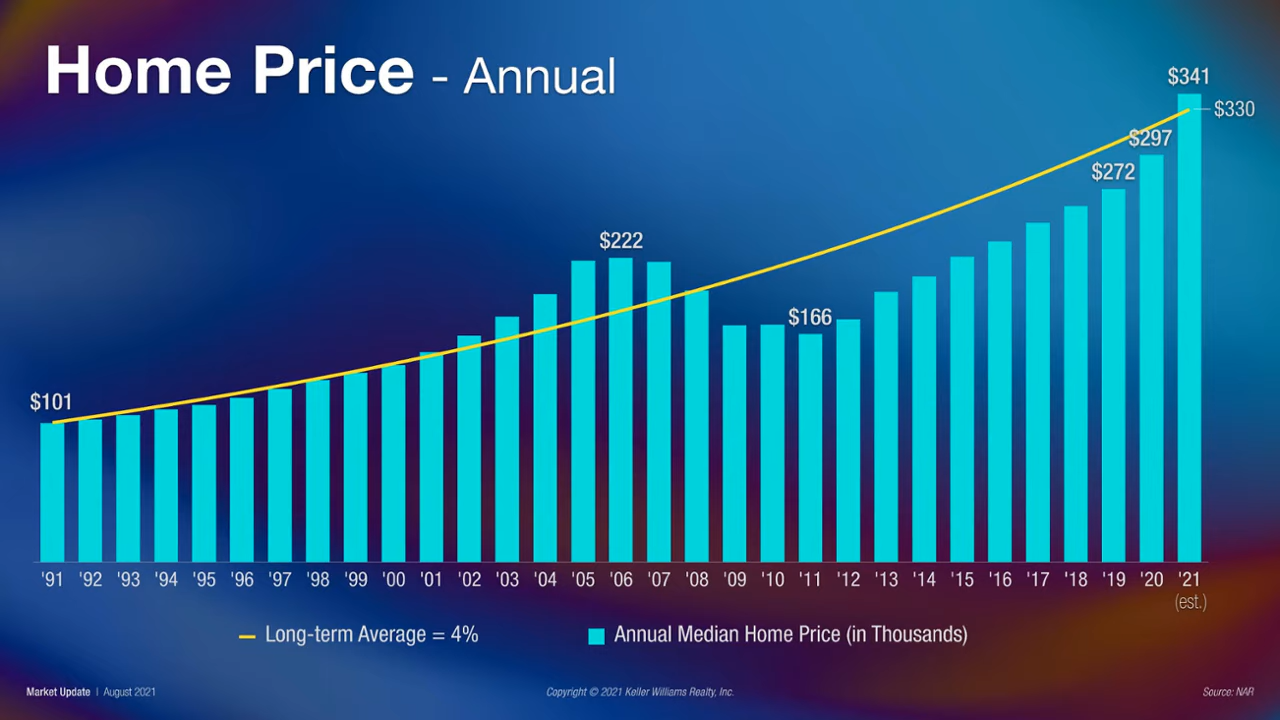 Home Price - Annual
$341
$330
$297
$272
$222
$166
$101
'91 '92 '93 '94 '95 '96 '97 '98 '99 '00 '01 '02 '03 '04 '05 '06 '07 '08 '09 '10 '11 '12 '13 '14 '15 '16 '17 '18 '19 '20 '21
(est.)
Long-term Average = 4% Annual Median Home Price (in Thousands)
Market Update | August 2021 Copyright © 2021 Keller Williams Realty, Inc. Source: NAR